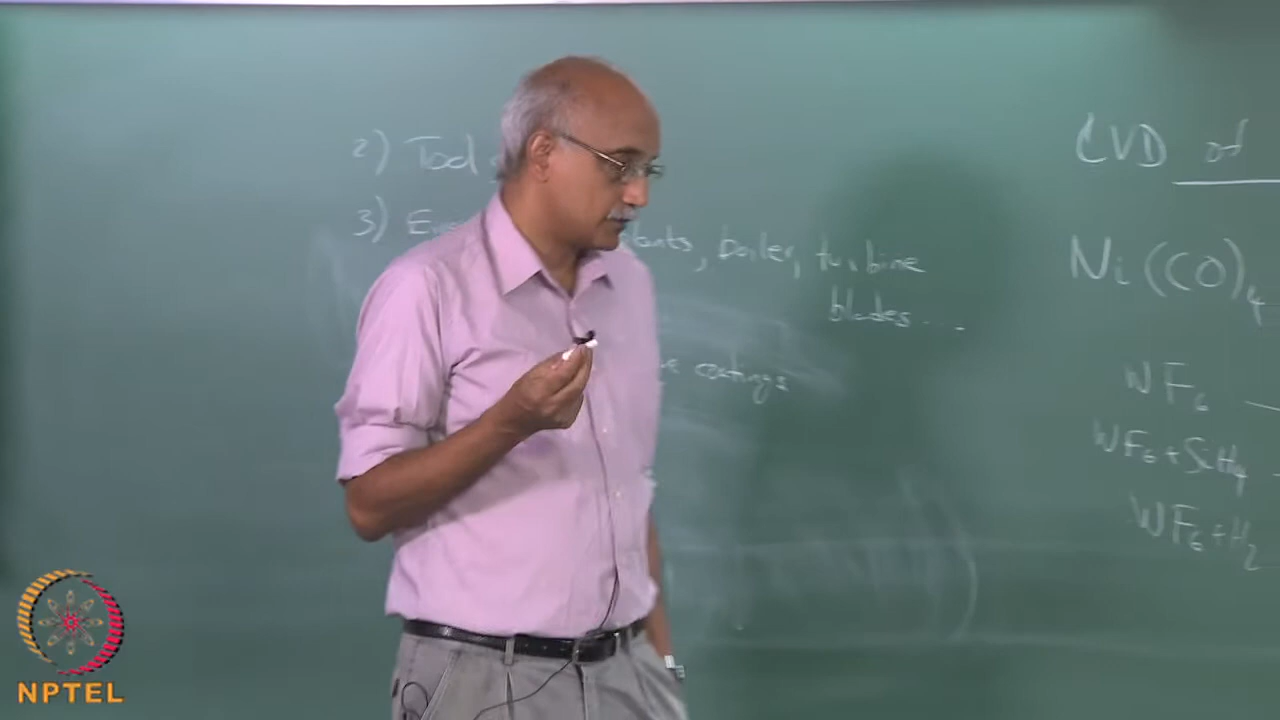 2) Tool
3) En plants, boiler, turbine
blades...
coatings
CVD of
Ni(CO)4
WF6
WF6 + SiH4
WF6 + H2
NPTEL